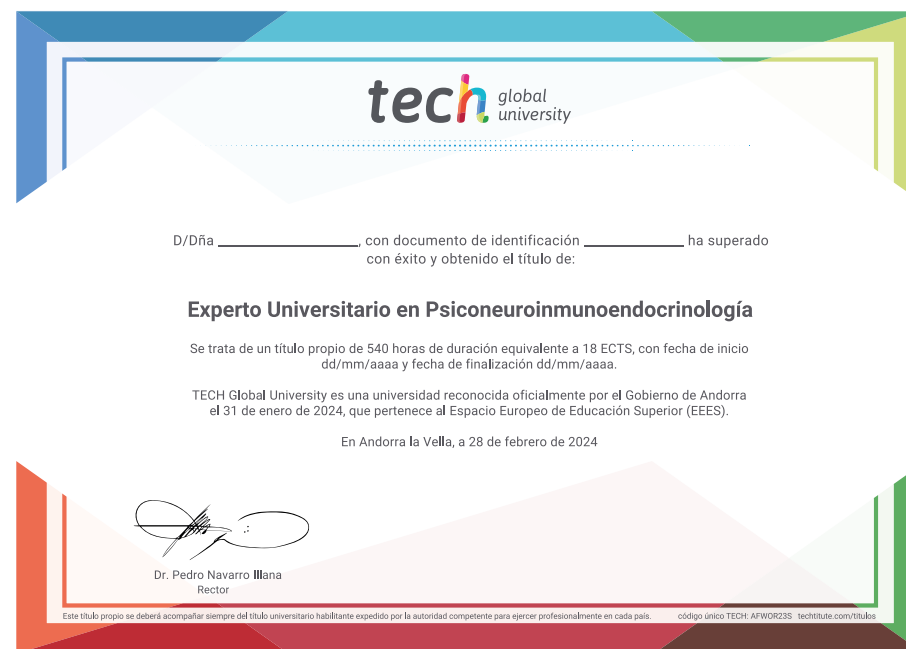 tech global
university
D/Dña ____________________, con documento de identificación ______________ ha superado
con éxito y obtenido el título de:
Experto Universitario en Psiconeuroinmunoendocrinología
Se trata de un título propio de 540 horas de duración equivalente a 18 ECTS, con fecha de inicio
dd/mm/aaaa y fecha de finalización dd/mm/aaaa.
TECH Global University es una universidad reconocida oficialmente por el Gobierno de Andorra
el 31 de enero de 2024, que pertenece al Espacio Europeo de Educación Superior (EEES).
En Andorra la Vella, a 28 de febrero de 2024
Dr. Pedro Navarro Illana
Rector
Este título propio se deberá acompañar siempre del título universitario habilitante expedido por la autoridad competente para ejercer profesionalmente en cada país. código único TECH: AFWOR23S techtitute.com/titulos